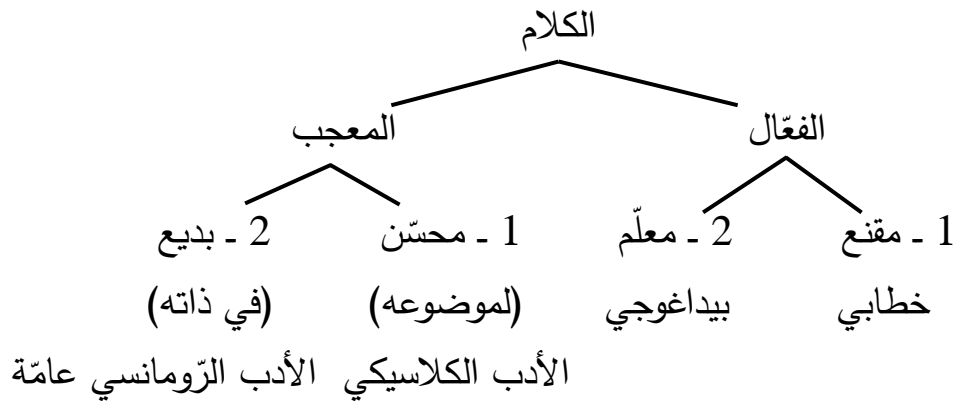 الكلام
الفعّال المعجب
1 ـ مقنع 2 ـ معلّم 1 ـ محسّن 2 ـ بديع
خطابي بيداغوجي (لموضوعه) (في ذاته)
الأدب الكلاسيكي الأدب الرّومانسي عامّة